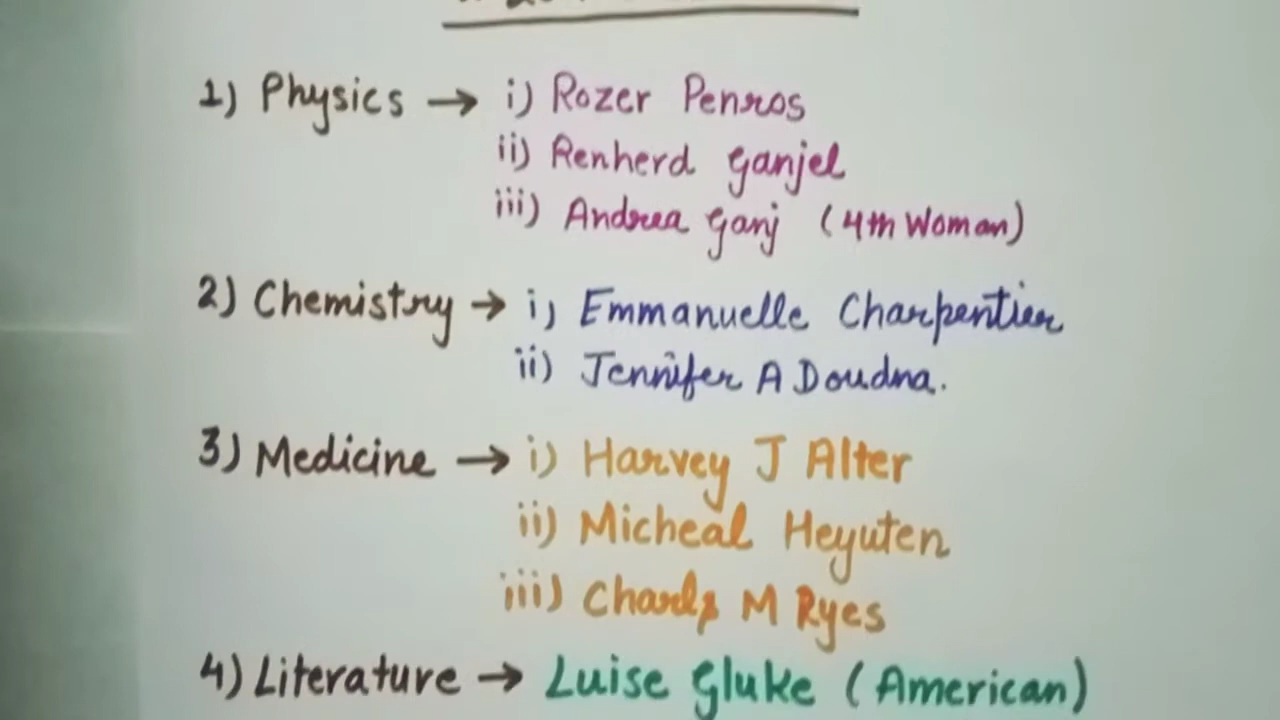 1) Physics → i) Rozer Penros
ii) Renherd Ganjel
iii) Andrea Ganj (4th Woman)
2) Chemistry → i) Emmanuelle Charpentier
ii) Jennifer A Doudna.
3) Medicine → i) Harvey J Alter
ii) Micheal Heyuten
iii) Charls M Ryes
4) Literature → Luise Gluke (American)